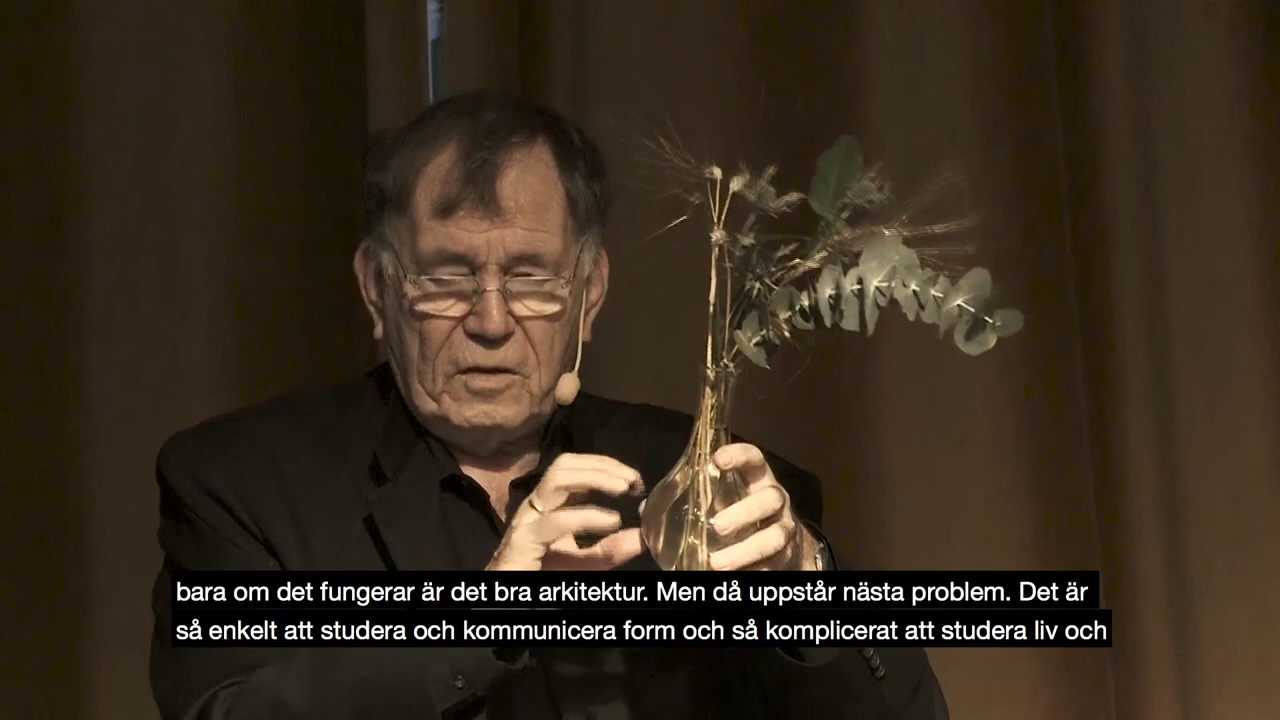 bara om det fungerar är det bra arkitektur. Men då uppstår nästa problem. Det är
så enkelt att studera och kommunicera form och så komplicerat att studera liv och